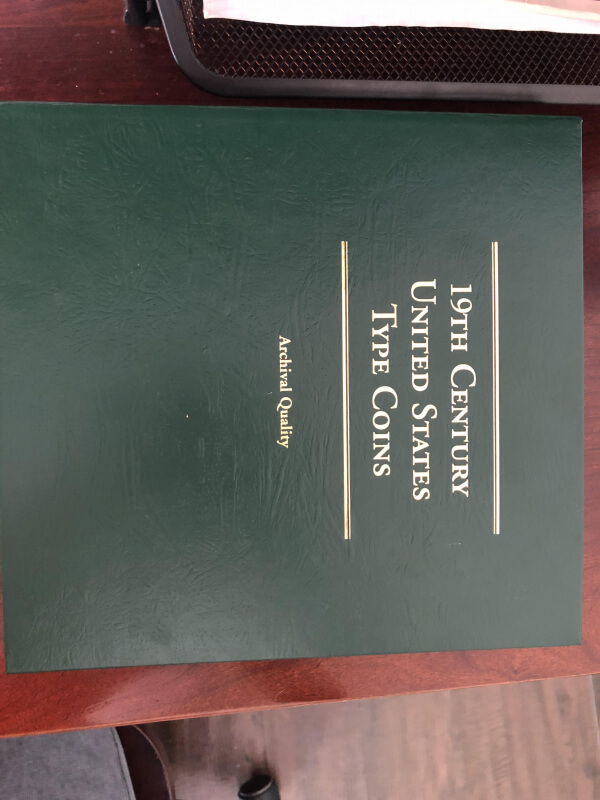 19TH CENTURY
UNITED STATES
TYPE COINS
Archival Quality